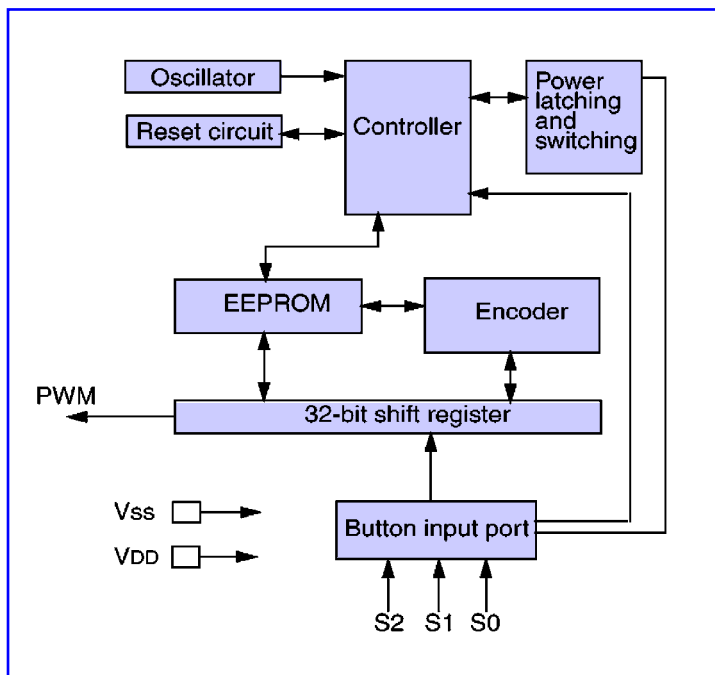 Oscillator
Reset circuit
Controller
Power
latching
and
switching
EEPROM
Encoder
PWM
32-bit shift register
VSS
VDD
Button input port
S2 S1 S0